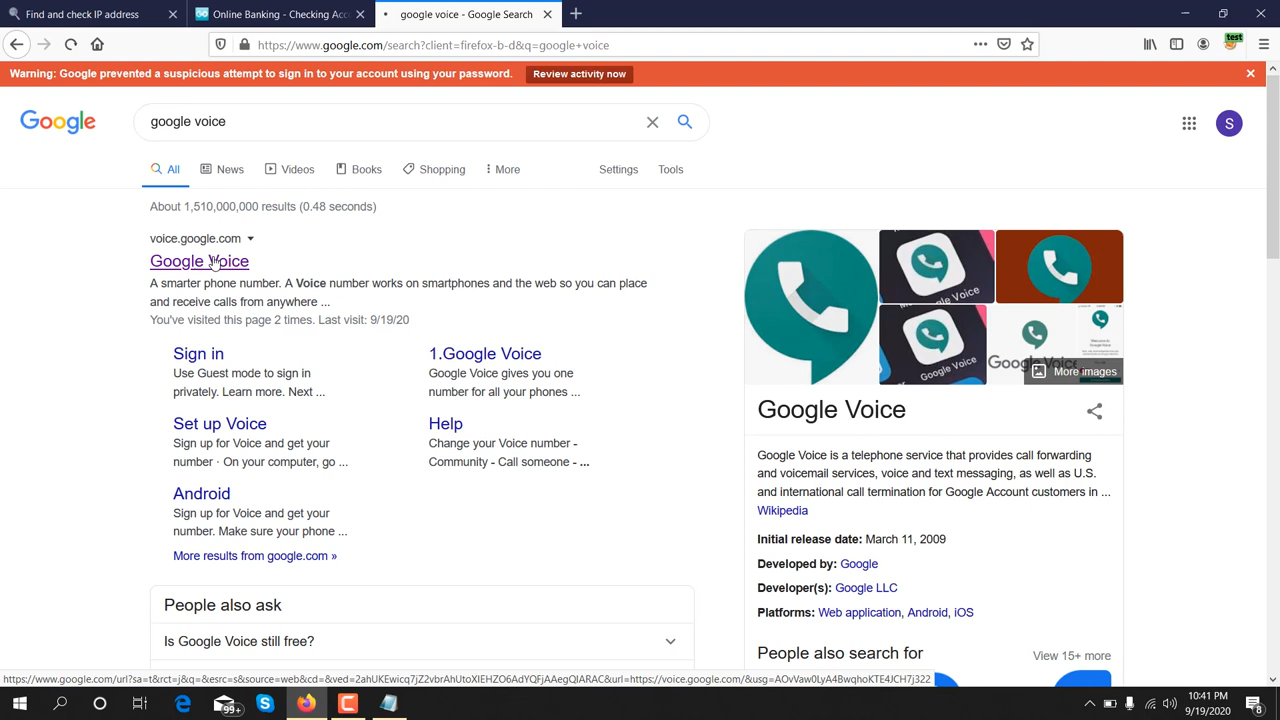 Find and check IP address
Online Banking - Checking Acc
google voice - Google Search
https://www.google.com/search?client=firefox-b-d&q=google+voice
test
Warning: Google prevented a suspicious attempt to sign in to your account using your password.
Review activity now
Google
google voice
S
All
News
Videos
Books
Shopping
More
Settings
Tools
About 1,510,000,000 results (0.48 seconds)
voice.google.com
Google Voice
A smarter phone number. A Voice number works on smartphones and the web so you can place
and receive calls from anywhere ...
You've visited this page 2 times. Last visit: 9/19/20
Sign in
Use Guest mode to sign in
privately. Learn more. Next ...
1.Google Voice
Google Voice gives you one
number for all your phones ...
Set up Voice
Sign up for Voice and get your
number · On your computer, go ...
Help
Change your Voice number -
Community - Call someone - ...
Android
Sign up for Voice and get your
number. Make sure your phone ...
More results from google.com »
People also ask
Is Google Voice still free?
Google Voice
Google Voice
Google Voice
More images
Google Voice
Google Voice is a telephone service that provides call forwarding
and voicemail services, voice and text messaging, as well as U.S.
and international call termination for Google Account customers in ...
Wikipedia
Initial release date: March 11, 2009
Developed by: Google
Developer(s): Google LLC
Platforms: Web application, Android, iOS
People also search for
View 15+ more
99+
10:41 PM
9/19/2020
8